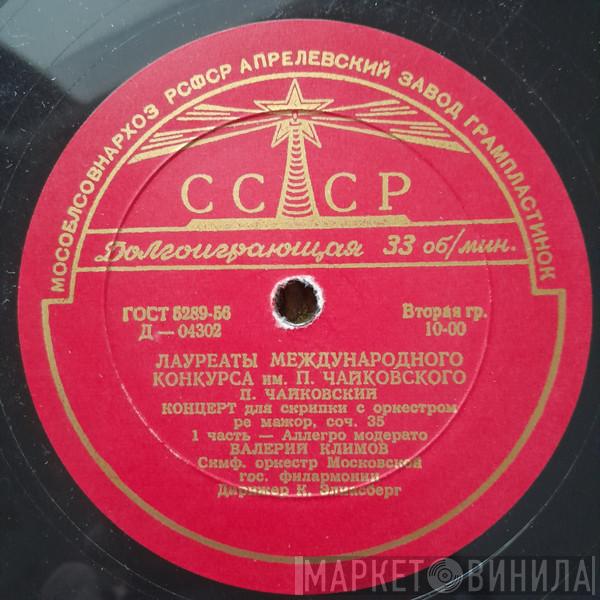 МОСОБЛСОВНАРХОЗ РСФСР АПРЕЛЕВСКИЙ ЗАВОД ГРАМПЛАСТИНОК
СССР
Долгоиграющая 33 об/мин.
ГОСТ 5289-56
Д—04302
Вторая гр.
10-00
ЛАУРЕАТЫ МЕЖДУНАРОДНОГО
КОНКУРСА им. П. ЧАЙКОВСКОГО
П. ЧАЙКОВСКИЙ
КОНЦЕРТ для скрипки с оркестром
ре мажор, соч. 35
1 часть — Аллегро модерато
ВАЛЕРИЙ КЛИМОВ
Симф. оркестр Московской
гос. филармонии
Дирижер К. Элиасберг
МАРКЕТ ВИНИЛА